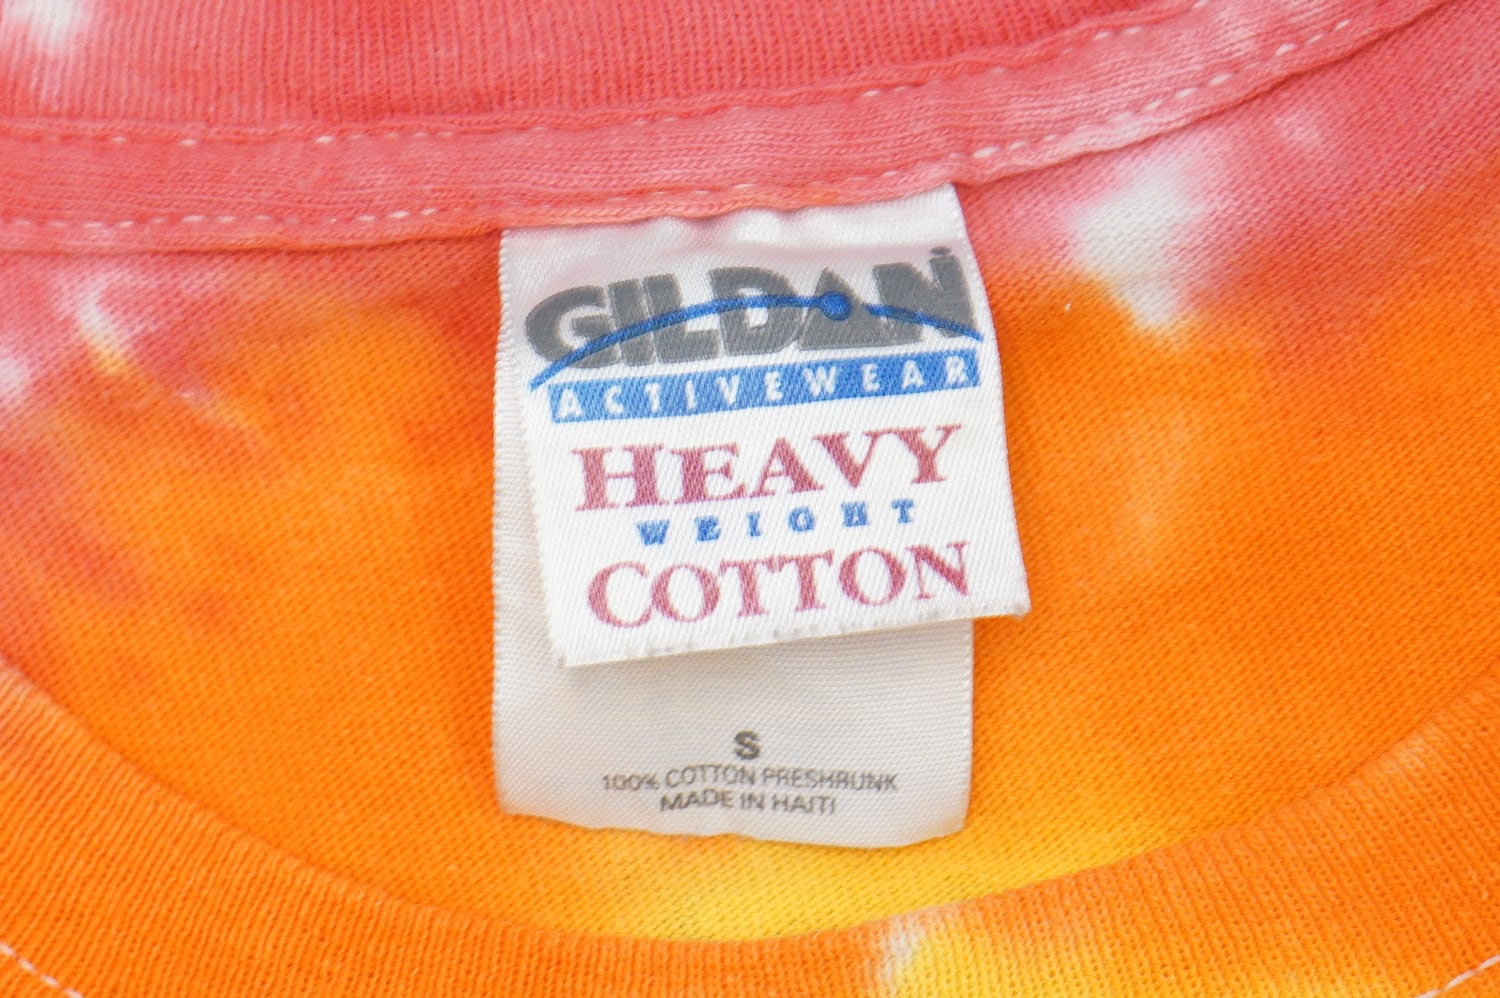 GILDAN
ACTIVEWEAR
HEAVY
WEIGHT
COTTON
S
100% COTTON PRESHRUNK
MADE IN HAITI